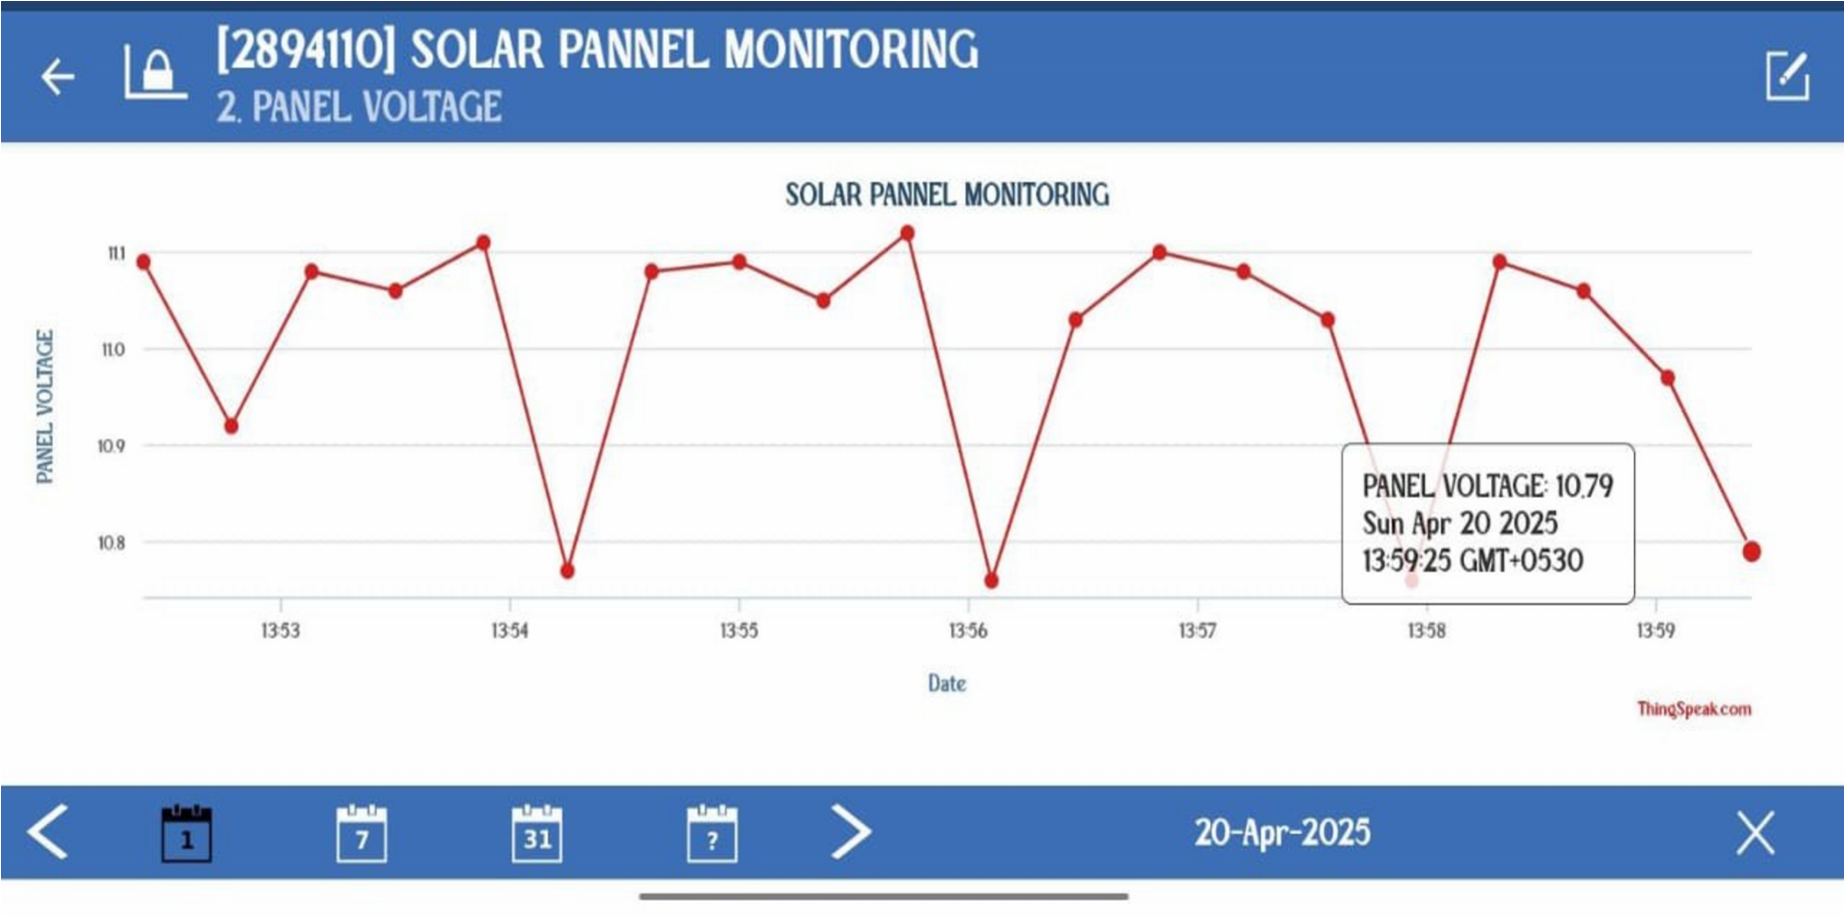 [2894110] SOLAR PANNEL MONITORING
2. PANEL VOLTAGE
SOLAR PANNEL MONITORING
PANEL VOLTAGE
11.1
11.0
10.9
10.8
PANEL VOLTAGE: 10.79
Sun Apr 20 2025
13:59:25 GMT+0530
13:53 13:54 13:55 13:56 13:57 13:58 13:59
Date
ThingSpeak.com
1 7 31 ? 20-Apr-2025